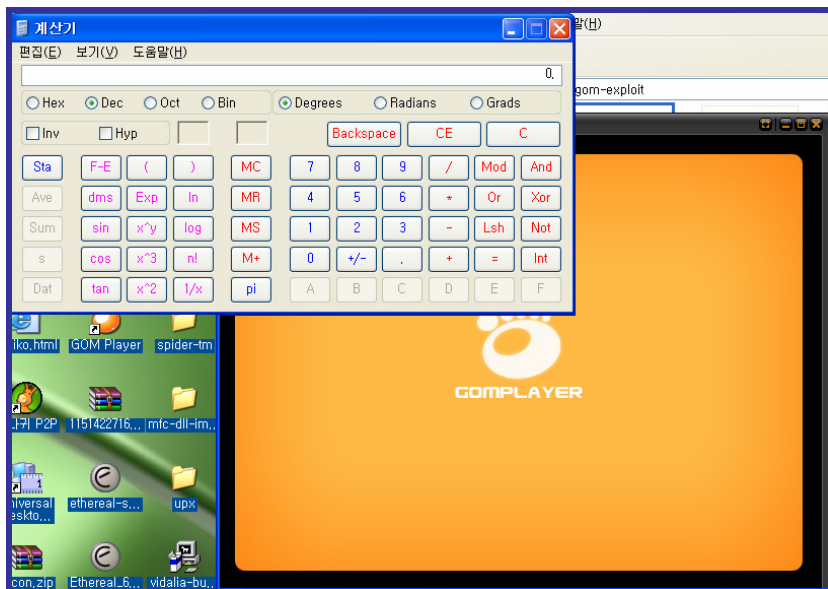 계산기
편집(E) 보기(V) 도움말(H)
0.
Hex Dec Oct Bin Degrees Radians Grads
Inv Hyp Backspace CE C
Sta F-E ( ) MC 7 8 9 / Mod And
Ave dms Exp ln MR 4 5 6 * Or Xor
Sum sin x^y log MS 1 2 3 - Lsh Not
s cos x^3 n! M+ 0 +/- . + = Int
Dat tan x^2 1/x pi A B C D E F
말(H)
gom-exploit
GOMPLAYER
iko.html GOM Player spider-tm
P2P 1151422716... mfc-dll-im...
iversal ethereal-s... upx
eskto...
con.zip Ethereal_6... vidalia-bu...